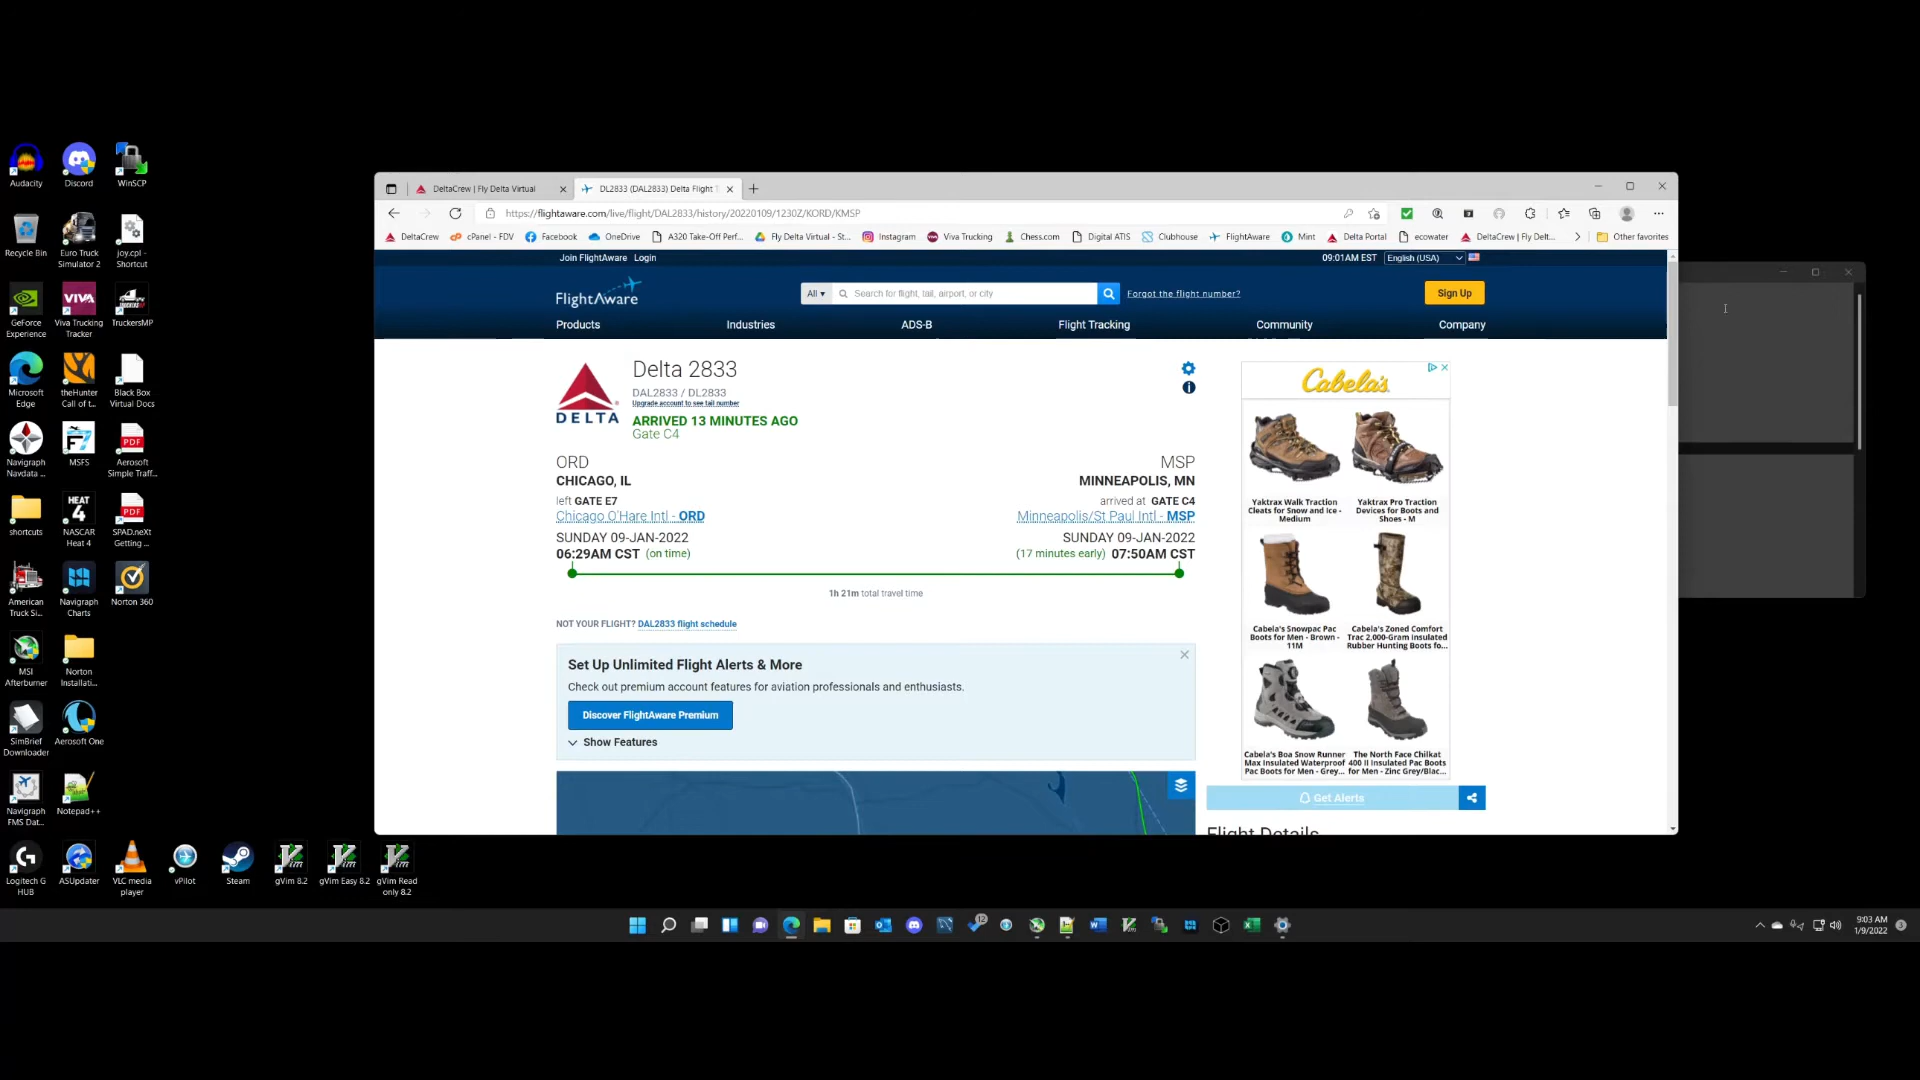 Audacity
Discord
WinSCP
Recycle Bin
Euro Truck
Simulator 2
joy.cpl -
Shortcut
GeForce
Experience
VIVA
Viva Trucking
Tracker
TruckersMP
Microsoft
Edge
theHunter
Call of t...
Black Box
Virtual Docs
Navigraph
Navdata ...
MSFS
PDF
Aerosoft
Simple Traff...
shortcuts
HEAT
4
NASCAR
Heat 4
PDF
SPAD.neXt
Getting ...
American
Truck Si...
Navigraph
Charts
Norton 360
MSI
Afterburner
Norton
Installati...
SimBrief
Downloader
Aerosoft One
Navigraph
FMS Dat...
Notepad++
Logitech G
HUB
ASUpdater
VLC media
player
vPilot
Steam
gVim 8.2
gVim Easy 8.2
gVim Read
only 8.2
DeltaCrew | Fly Delta Virtual
DL2833 (DAL2833) Delta Flight T
https://flightaware.com/live/flight/DAL2833/history/20220109/1230Z/KORD/KMSP
DeltaCrew
cPanel - FDV
Facebook
OneDrive
A320 Take-Off Perf...
Fly Delta Virtual - St...
Instagram
Viva Trucking
Chess.com
Digital ATIS
Clubhouse
FlightAware
Mint
Delta Portal
ecowater
DeltaCrew | Fly Delt...
Other favorites
Join FlightAware Login
09:01AM EST
English (USA)
FlightAware
All
Search for flight, tail, airport, or city
Forgot the flight number?
Sign Up
Products
Industries
ADS-B
Flight Tracking
Community
Company
DELTA
Delta 2833
DAL2833 / DL2833
Upgrade account to see tail number
ARRIVED 13 MINUTES AGO
Gate C4
ORD
CHICAGO, IL
left GATE E7
Chicago O'Hare Intl - ORD
SUNDAY 09-JAN-2022
06:29AM CST (on time)
MSP
MINNEAPOLIS, MN
arrived at GATE C4
Minneapolis/St Paul Intl - MSP
SUNDAY 09-JAN-2022
(17 minutes early) 07:50AM CST
1h 21m total travel time
NOT YOUR FLIGHT? DAL2833 flight schedule
Set Up Unlimited Flight Alerts & More
Check out premium account features for aviation professionals and enthusiasts.
Discover FlightAware Premium
Show Features
Cabela's
Yaktrax Walk Traction
Cleats for Snow and Ice -
Medium
Yaktrax Pro Traction
Devices for Boots and
Shoes - M
Cabela's Snowpac Pac
Boots for Men - Brown -
11M
Cabela's Zoned Comfort
Trac 2,000-Gram Insulated
Rubber Hunting Boots fo...
Cabela's Boa Snow Runner
Max Insulated Waterproof
Pac Boots for Men - Grey...
The North Face Chilkat
400 II Insulated Pac Boots
for Men - Zinc Grey/Blac...
Get Alerts
Flight Details
12
9:03 AM
1/9/2022
3